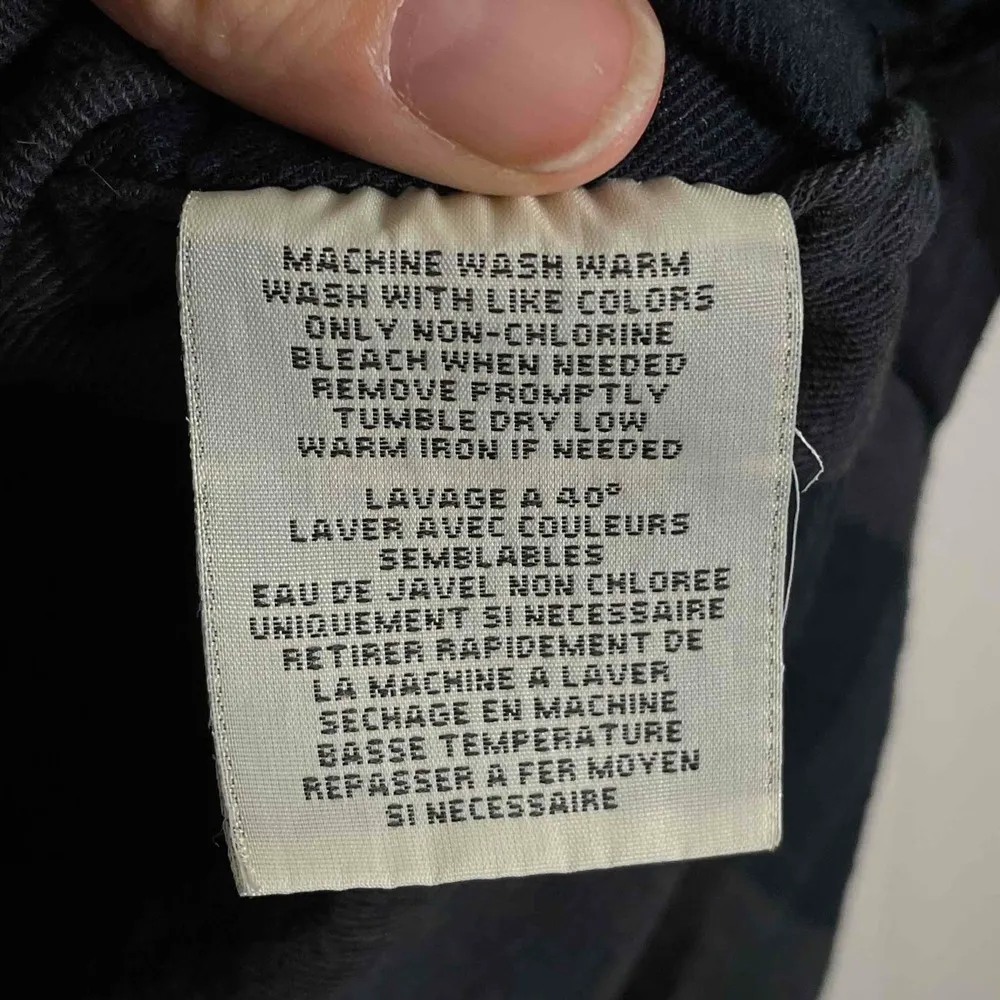 MACHINE WASH WARM
WASH WITH LIKE COLORS
ONLY NON-CHLORINE
BLEACH WHEN NEEDED
REMOVE PROMPTLY
TUMBLE DRY LOW
WARM IRON IF NEEDED
LAVAGE A 40°
LAVER AVEC COULEURS
SEMBLABLES
EAU DE JAVEL NON CHLOREE
UNIQUEMENT SI NECESSAIRE
RETIRER RAPIDEMENT DE
LA MACHINE A LAVER
SECHAGE EN MACHINE
BASSE TEMPERATURE
REPASSER A FER MOYEN
SI NECESSAIRE